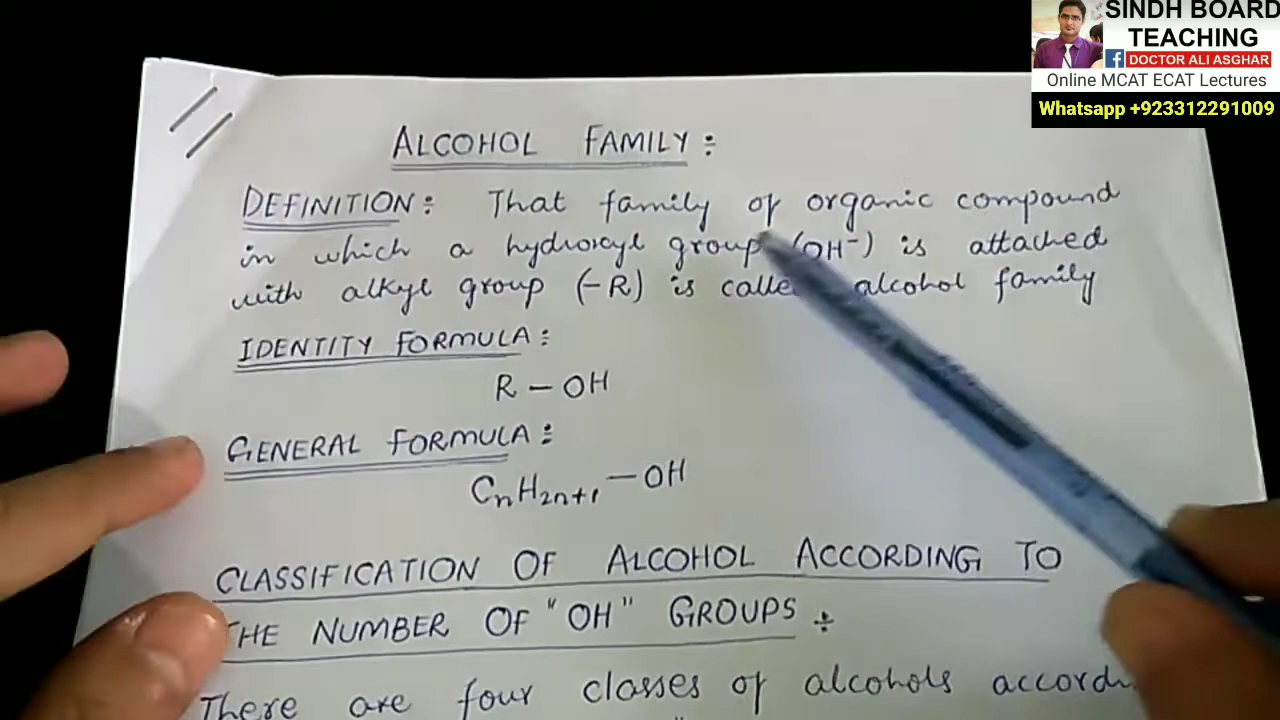 SINDH BOARD
TEACHING
DOCTOR ALI ASGHAR
Online MCAT ECAT Lectures
Whatsapp +923312291009
ALCOHOL FAMILY:
DEFINITION: That family of organic compound
in which a hydroxyl group (OH⁻) is attached
with alkyl group (-R) is called alcohol family
IDENTITY FORMULA:
R - OH
GENERAL FORMULA:
CₙH₂ₙ₊₁ - OH
CLASSIFICATION OF ALCOHOL ACCORDING TO
THE NUMBER OF "OH" GROUPS ÷
There are four classes of alcohols